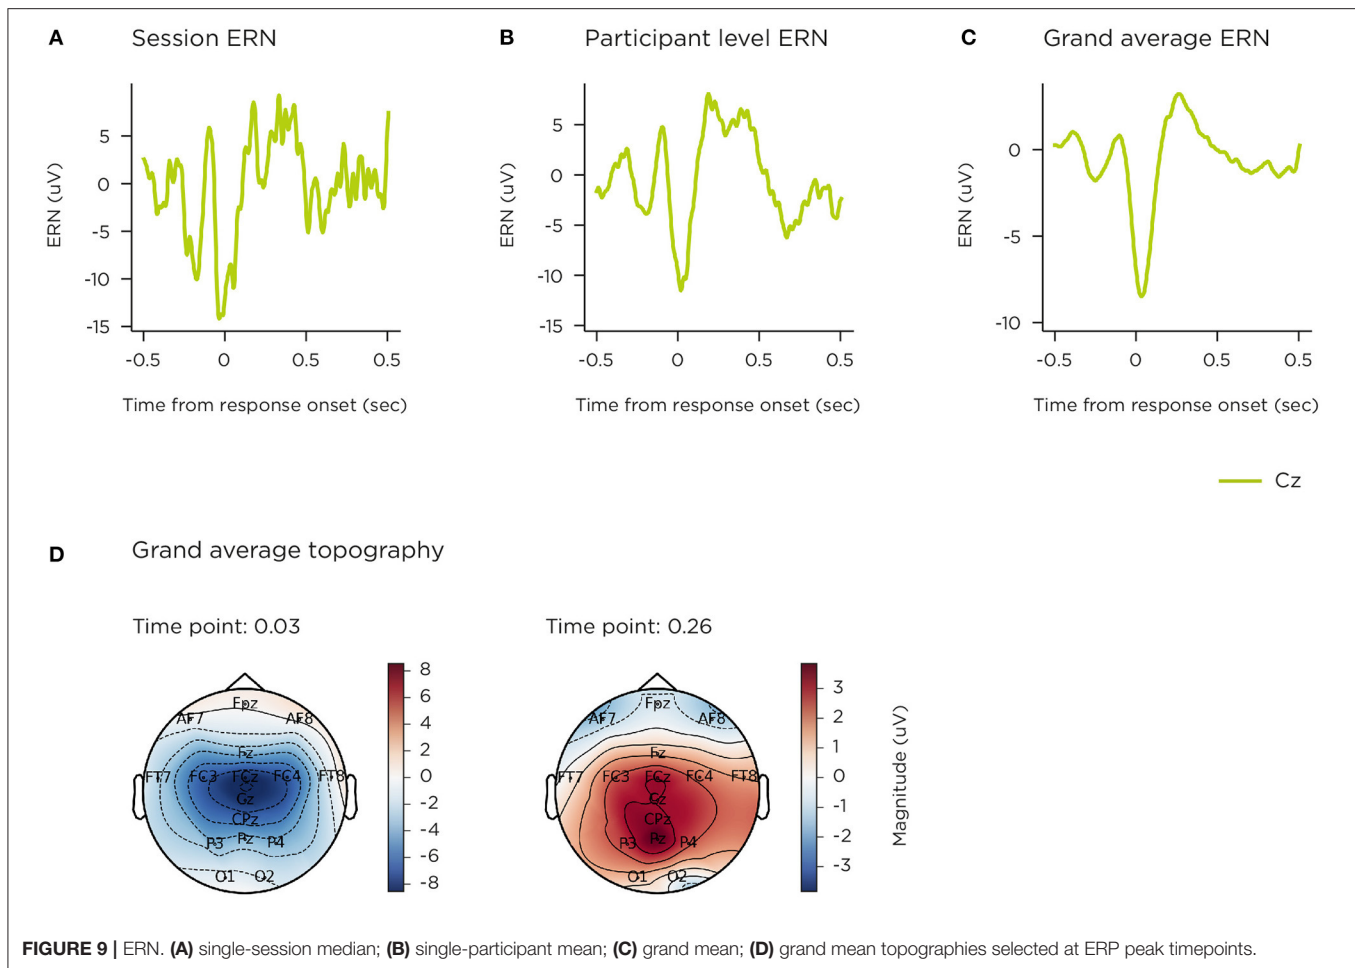 A Session ERN
5
0
-5
-10
-15
ERN (uV)
-0.5 0 0.5 0.5
Time from response onset (sec)
B Participant level ERN
10
5
0
-5
-10
-15
ERN (uV)
-0.5 0 0.5 0.5
Time from response onset (sec)
C Grand average ERN
0
-5
-10
ERN (uV)
-0.5 0 0.5 0.5
Time from response onset (sec)
Cz
D Grand average topography
Time point: 0.03
Fpz
AF7 AF8
Fz
FT7 FC3 FCz FC4 FT8
Cz
CPz
P3 Pz P4
O1 O2
8
6
4
2
0
-2
-4
-6
-8
Time point: 0.26
Fpz
AF7 AF8
Fz
FT7 FC3 FCz FC4 FT8
Cz
CPz
P3 Pz P4
O1 O2
3
2
1
0
-1
-2
-3
Magnitude (uV)
FIGURE 9 | ERN. (A) single-session median; (B) single-participant mean; (C) grand mean; (D) grand mean topographies selected at ERP peak timepoints.